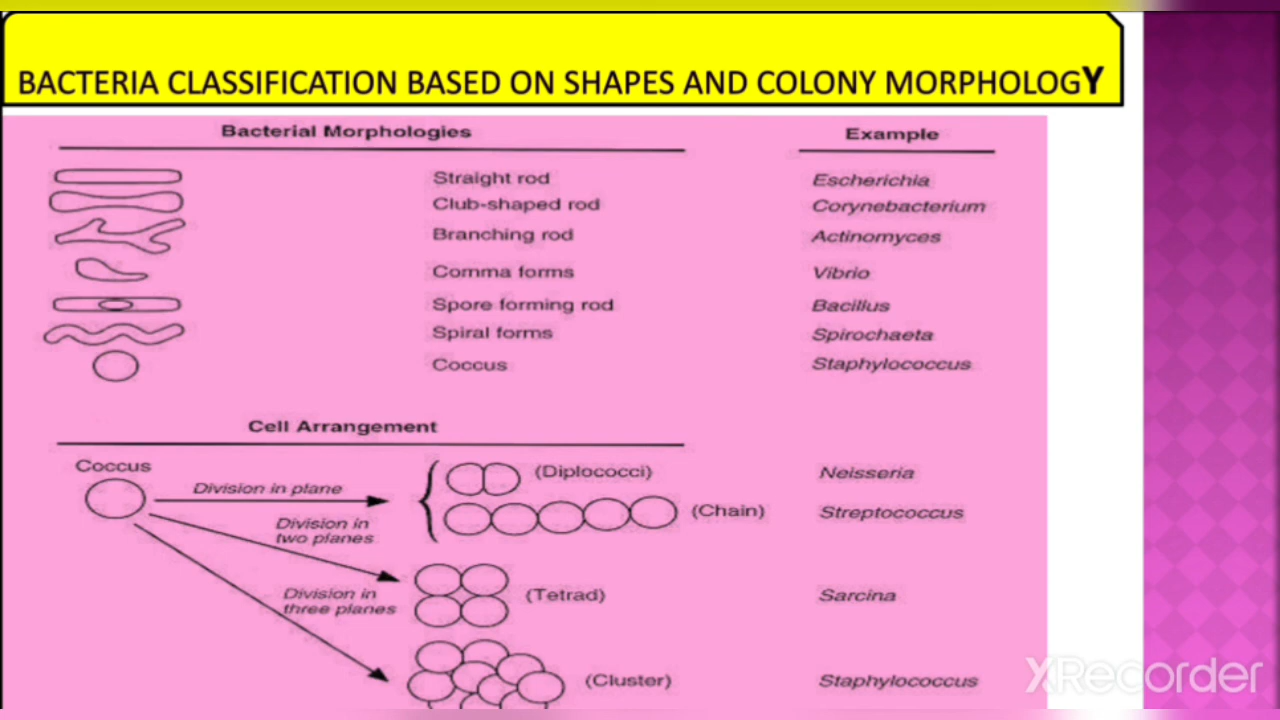 BACTERIA CLASSIFICATION BASED ON SHAPES AND COLONY MORPHOLOGY
Bacterial Morphologies Example
Straight rod Escherichia
Club-shaped rod Corynebacterium
Branching rod Actinomyces
Comma forms Vibrio
Spore forming rod Bacillus
Spiral forms Spirochaeta
Coccus Staphylococcus
Cell Arrangement
Coccus
Division in plane
(Diplococci) Neisseria
(Chain) Streptococcus
Division in
two planes
(Tetrad) Sarcina
Division in
three planes
(Cluster) Staphylococcus
XRecorder